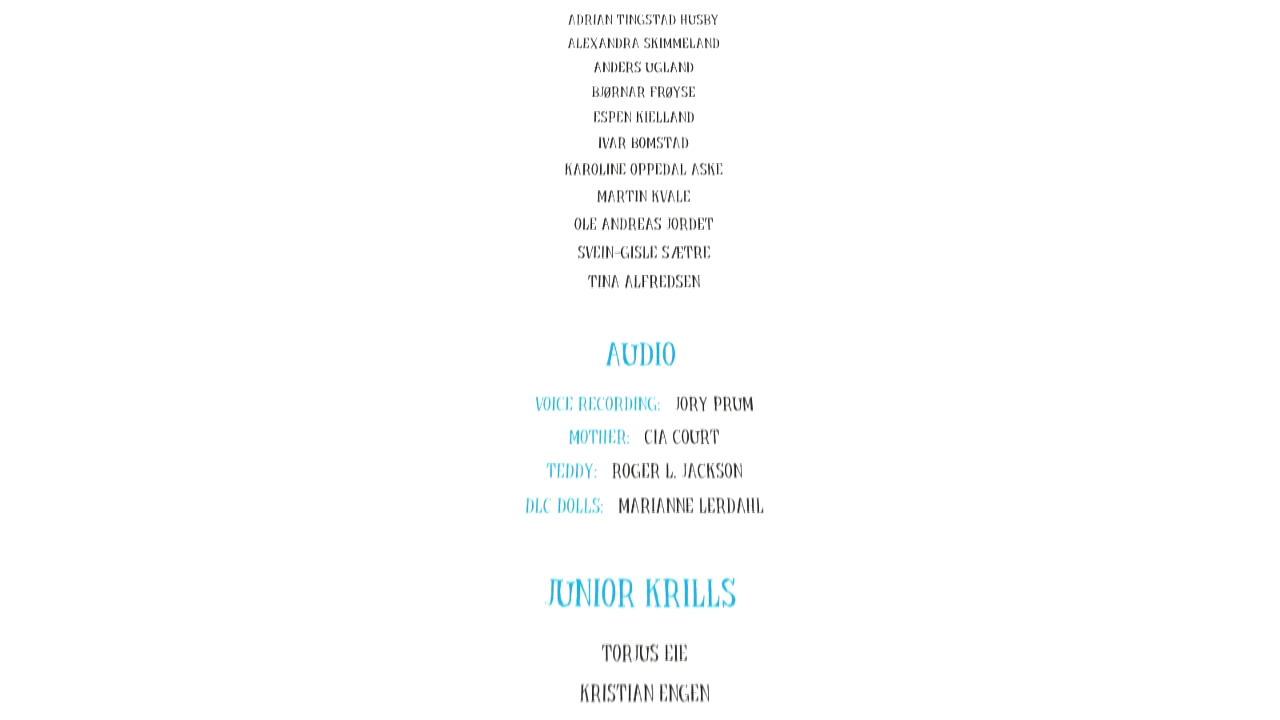 ADRIAN TINGSTAD HUSBY
ALEXANDRA SKIMMELAND
ANDERS UGLAND
BJØRNAR FRØYSE
ESPEN KIELLAND
IVAR BOMSTAD
KAROLINE OPPEDAL ASKE
MARTIN KVALE
OLE ANDREAS JORDET
SVEIN-GISLE SÆTRE
TINA ALFREDSEN
AUDIO
VOICE RECORDING: JORY PRUM
MOTHER: CIA COURT
TEDDY: ROGER L. JACKSON
DLC DOLLS: MARIANNE LERDAHL
JUNIOR KRILLS
TORJUS EIE
KRISTIAN ENGEN